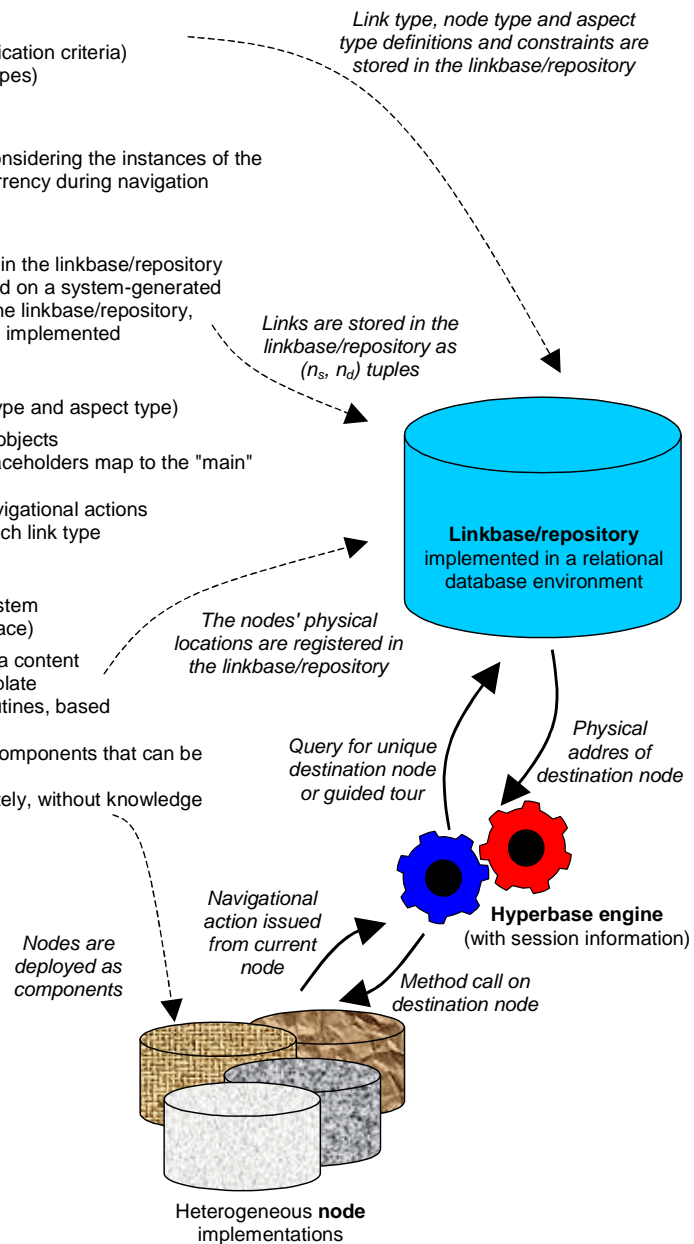 Link type, node type and aspect
type definitions and constraints are
stored in the linkbase/repository
ication criteria)
pes)
onsidering the instances of the
rrency during navigation
in the linkbase/repository
d on a system-generated
he linkbase/repository,
implemented
Links are stored in the
linkbase/repository as
(ns, nd) tuples
ype and aspect type)
objects
aceholders map to the "main"
vigational actions
ach link type
Linkbase/repository
implemented in a relational
database environment
stem
ace)
The nodes' physical
locations are registered in
the linkbase/repository
a content
plate
utines, based
omponents that can be
tely, without knowledge
Query for unique
destination node
or guided tour
Physical
addres of
destination node
Hyperbase engine
(with session information)
Navigational
action issued
from current
node
Nodes are
deployed as
components
Method call on
destination node
Heterogeneous node
implementations